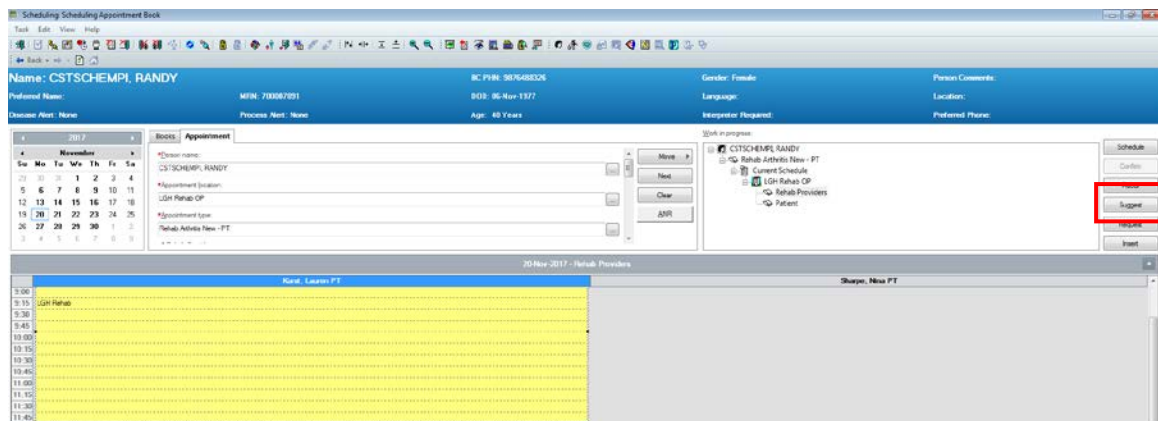 Scheduling Scheduling Appointment Book
Task Edit View Help
Back
Name: CSTSCHEMPI, RANDY
BC PHN: 9876488326
Gender: Female
Person Comments:
Preferred Name:
MRN: 700007891
DOB: 06-Nov-1977
Language:
Location:
Disease Alert: None
Process Alert: None
Age: 40 Years
Interpreter Required:
Preferred Phone:
2017
November
Su Mo Tu We Th Fr Sa
29 30 31 1 2 3 4
5 6 7 8 9 10 11
12 13 14 15 16 17 18
19 20 21 22 23 24 25
26 27 28 29 30 1 2
3 4 5 6 7 8 9
Books Appointment
*Person name:
CSTSCHEMPI, RANDY
*Appointment location:
LGH Rehab OP
*Appointment type:
Rehab Arthritis New - PT
Move
Next
Clear
ANR
Work in progress:
CSTSCHEMPI, RANDY
Rehab Arthritis New - PT
Current Schedule
LGH Rehab OP
Rehab Providers
Patient
Schedule
Confirm
Suggest
Request
Insert
20-Nov-2017 - Rehab Providers
Lauren PT
Sharpe, Nina PT
9:00
9:15 LGH Rehab
9:30
9:45
10:00
10:15
10:30
10:45
11:00
11:15
11:30
11:45